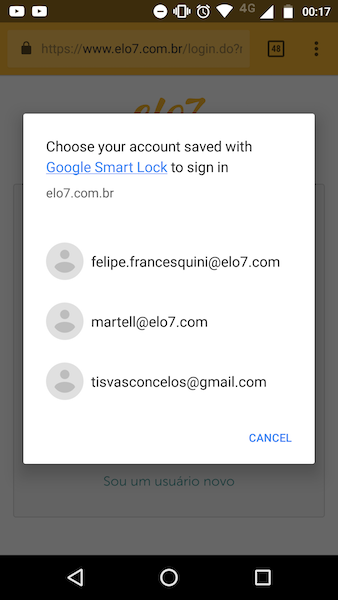 4G 00:17
https://www.elo7.com.br/login.do?r 48
elo7
Choose your account saved with
Google Smart Lock to sign in
elo7.com.br
felipe.francesquini@elo7.com
martell@elo7.com
tisvasconcelos@gmail.com
CANCEL
Sou um usuário novo